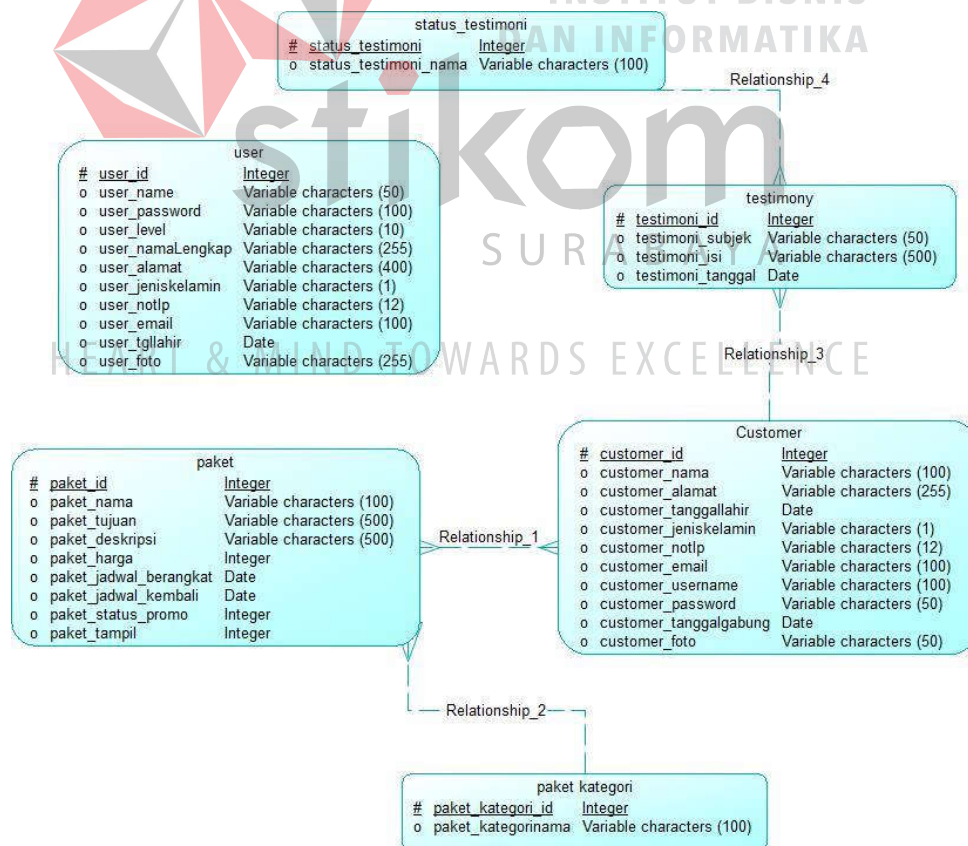 INSTITUT BISNIS
DAN INFORMATIKA
stikom
SURABAYA
HEART & MIND TOWARDS EXCELLENCE
status_testimoni
# status_testimoni Integer
o status_testimoni_nama Variable characters (100)
Relationship_4
user
# user_id Integer
o user_name Variable characters (50)
o user_password Variable characters (100)
o user_level Variable characters (10)
o user_namaLengkap Variable characters (255)
o user_alamat Variable characters (400)
o user_jeniskelamin Variable characters (1)
o user_notlp Variable characters (12)
o user_email Variable characters (100)
o user_tgllahir Date
o user_foto Variable characters (255)
testimony
# testimoni_id Integer
o testimoni_subjek Variable characters (50)
o testimoni_isi Variable characters (500)
o testimoni_tanggal Date
Relationship_3
paket
# paket_id Integer
o paket_nama Variable characters (100)
o paket_tujuan Variable characters (500)
o paket_deskripsi Variable characters (500)
o paket_harga Integer
o paket_jadwal_berangkat Date
o paket_jadwal_kembali Date
o paket_status_promo Integer
o paket_tampil Integer
Relationship_1
Customer
# customer_id Integer
o customer_nama Variable characters (100)
o customer_alamat Variable characters (255)
o customer_tanggallahir Date
o customer_jeniskelamin Variable characters (1)
o customer_notlp Variable characters (12)
o customer_email Variable characters (100)
o customer_username Variable characters (100)
o customer_password Variable characters (50)
o customer_tanggalgabung Date
o customer_foto Variable characters (50)
Relationship_2
paket kategori
# paket_kategori_id Integer
o paket_kategorinama Variable characters (100)